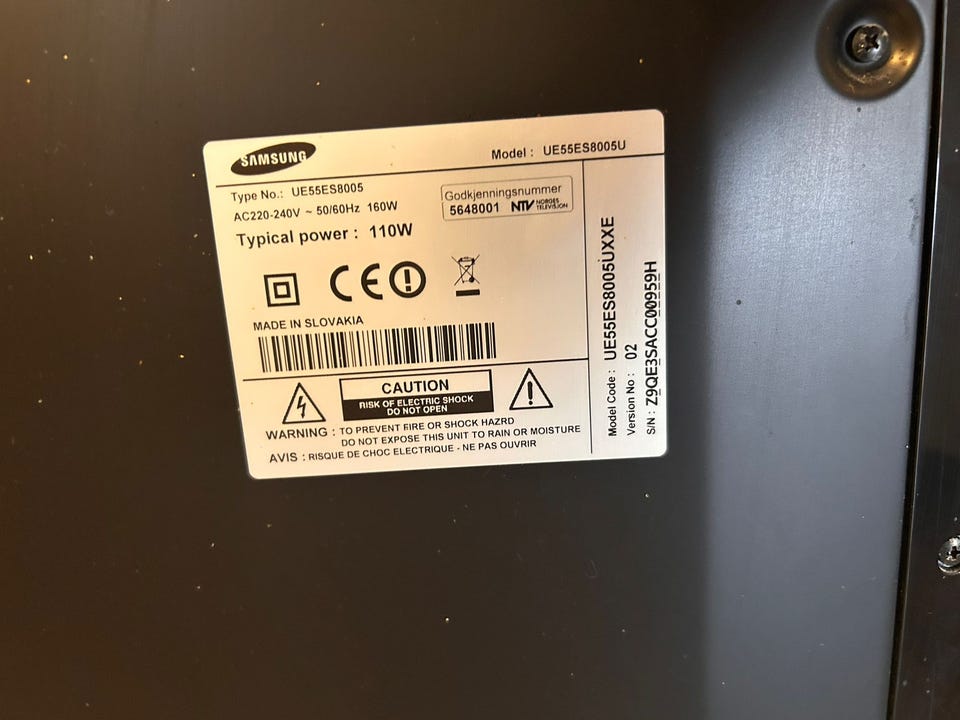 SAMSUNG
Model : UE55ES8005U
Type No.: UE55ES8005
AC220-240V ~ 50/60Hz 160W
Typical power : 110W
Godkjenningsnummer
5648001 NTV NORGES
TELEVISJON
CE
MADE IN SLOVAKIA
CAUTION
RISK OF ELECTRIC SHOCK
DO NOT OPEN
WARNING : TO PREVENT FIRE OR SHOCK HAZRD
DO NOT EXPOSE THIS UNIT TO RAIN OR MOISTURE
AVIS : RISQUE DE CHOC ELECTRIQUE - NE PAS OUVRIR
Model Code : UE55ES8005UXXE
Version No : 02
S/N : Z9QE3SACC00959H